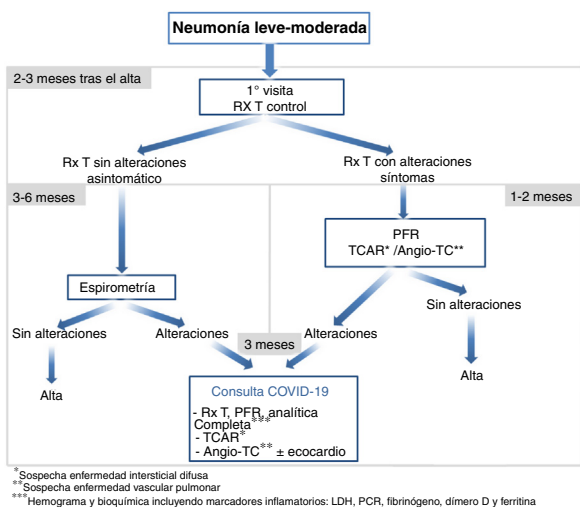 Neumonía leve-moderada
2-3 meses tras el alta
1° visita
RX T control
Rx T sin alteraciones
asintomático
Rx T con alteraciones
síntomas
3-6 meses
1-2 meses
PFR
TCAR* /Angio-TC**
Espirometría
Sin alteraciones
Sin alteraciones
Alteraciones
3 meses
Alteraciones
Alta
Alta
Consulta COVID-19
- Rx T, PFR, analítica
Completa***
- TCAR*
- Angio-TC** ± ecocardio
*Sospecha enfermedad intersticial difusa
**Sospecha enfermedad vascular pulmonar
***Hemograma y bioquímica incluyendo marcadores inflamatorios: LDH, PCR, fibrinógeno, dímero D y ferritina